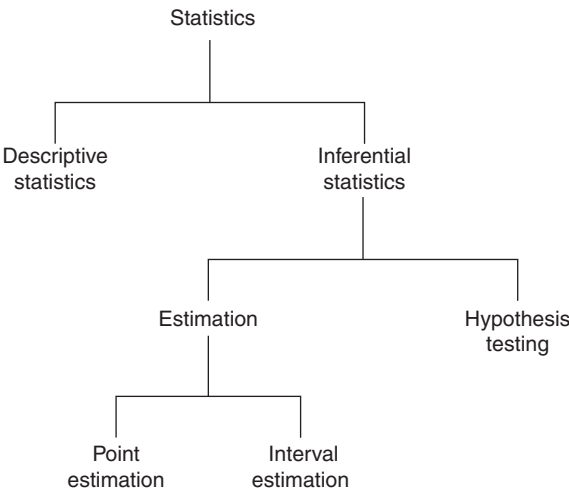 Statistics
Descriptive
statistics
Inferential
statistics
Estimation
Hypothesis
testing
Point
estimation
Interval
estimation